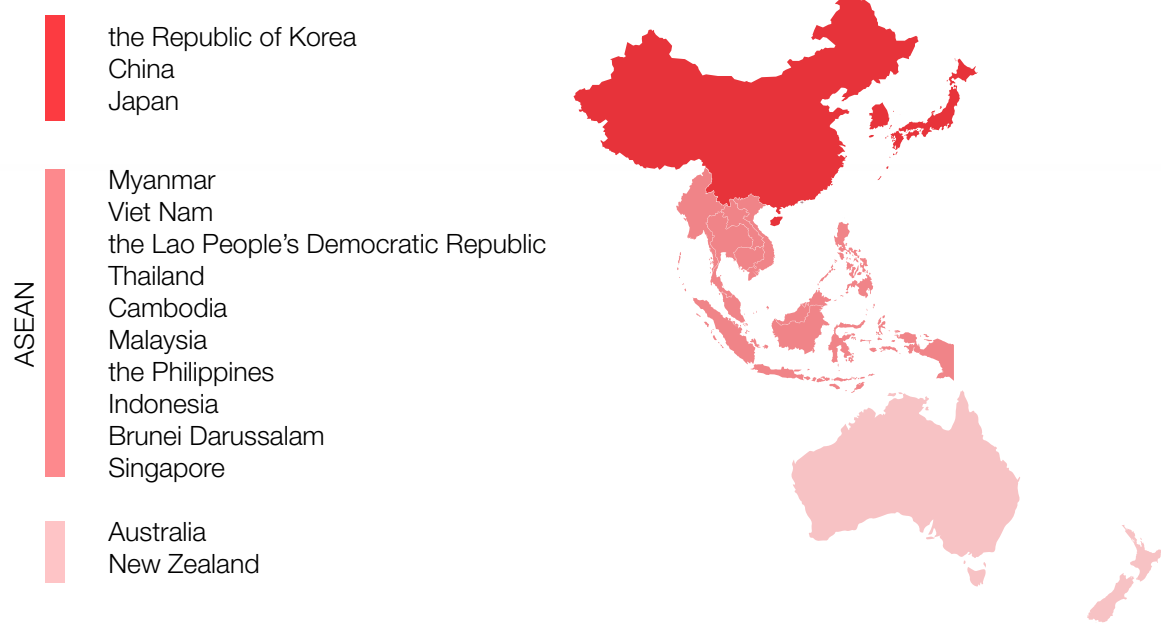 the Republic of Korea
China
Japan
ASEAN
Myanmar
Viet Nam
the Lao People’s Democratic Republic
Thailand
Cambodia
Malaysia
the Philippines
Indonesia
Brunei Darussalam
Singapore
Australia
New Zealand